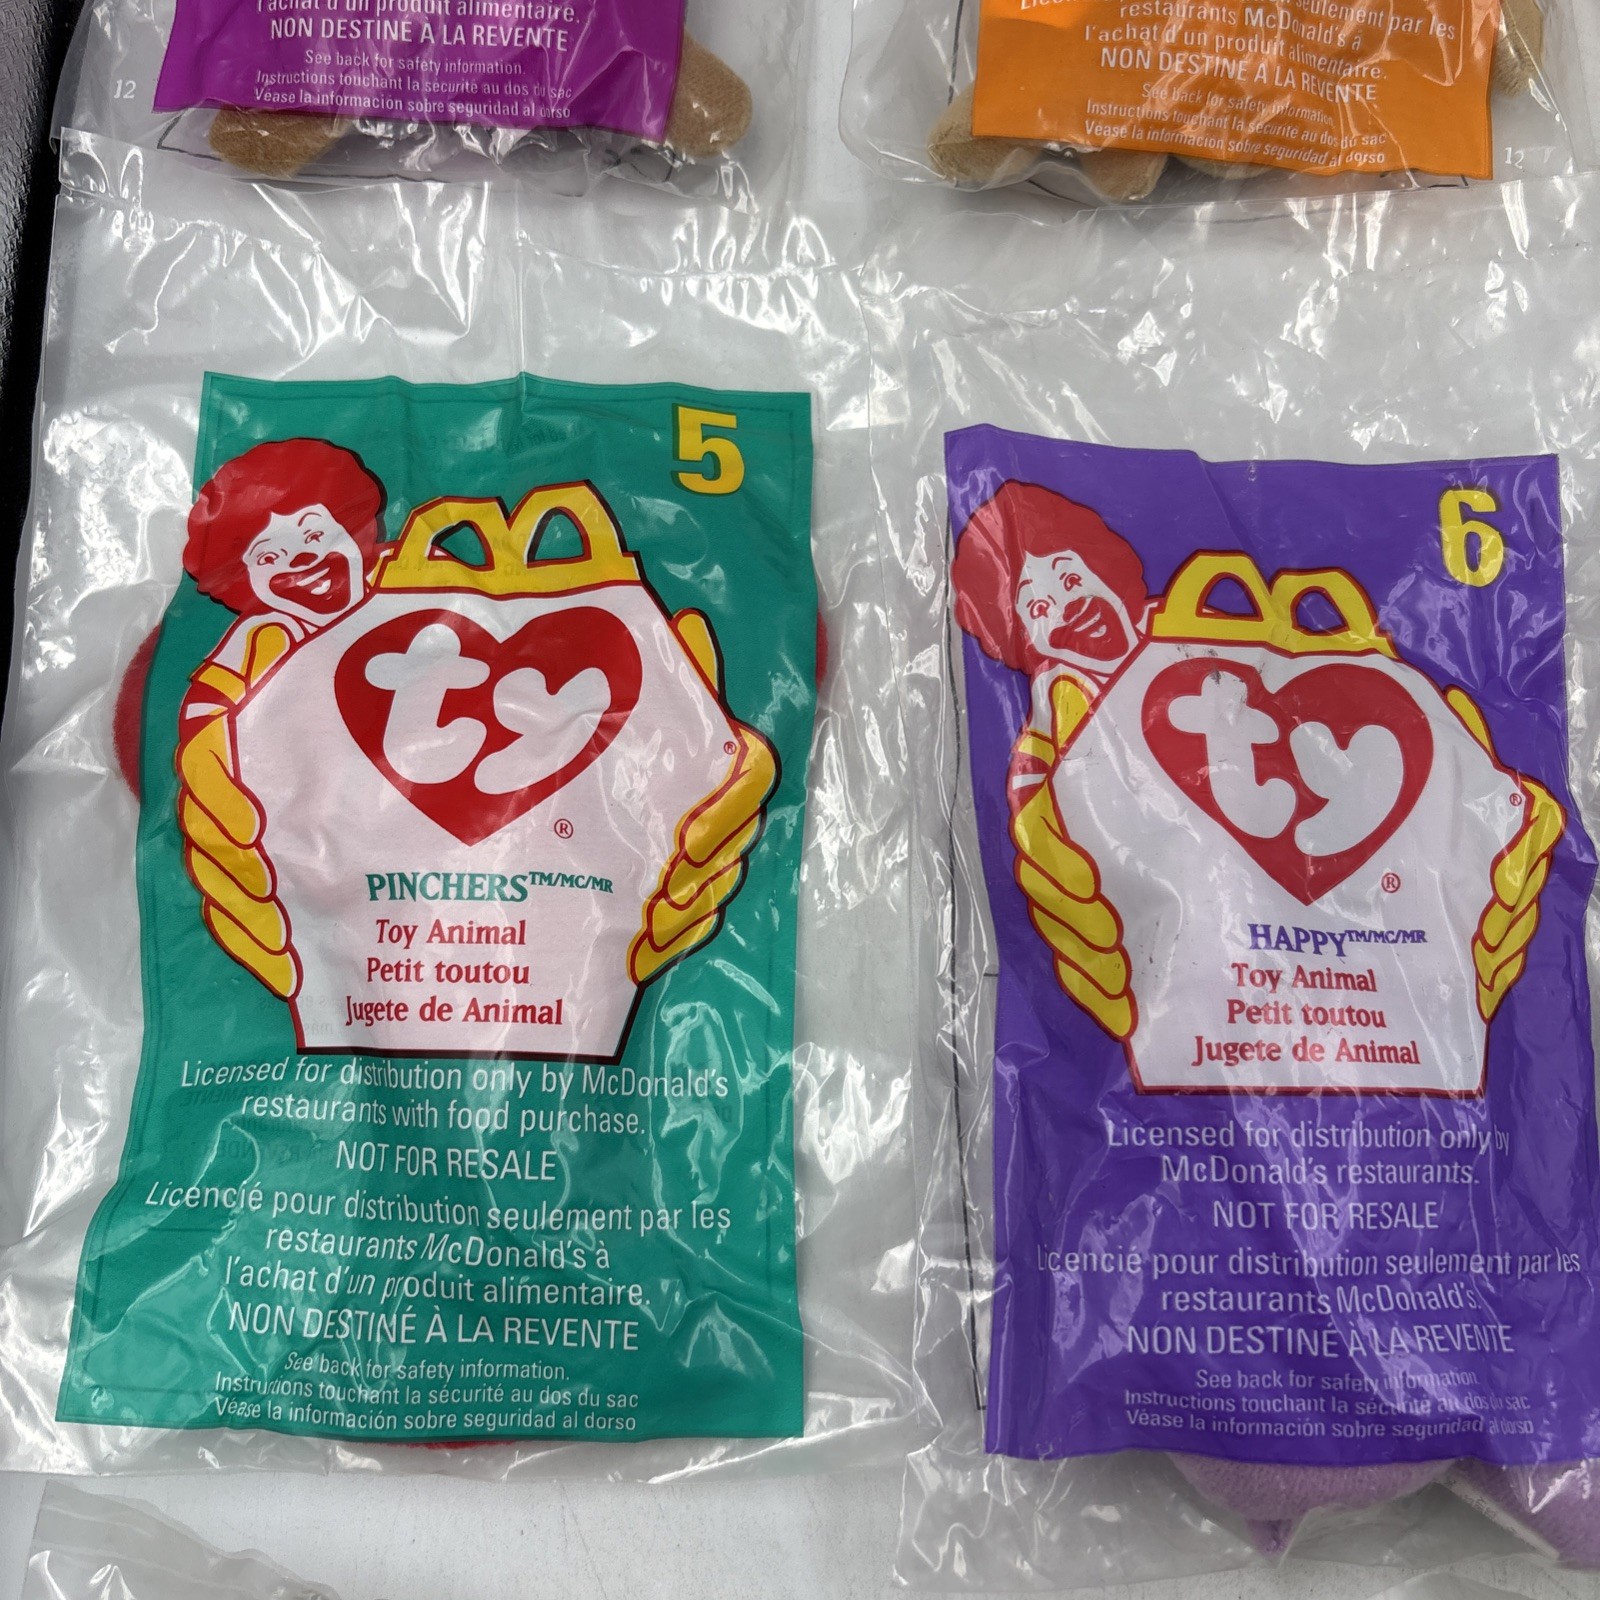 l'achat d'un produit alimentaire.
NON DESTINÉ À LA REVENTE
See back for safety information.
Instructions touchant la sécurité au dos du sac
Véase la información sobre seguridad al dorso
12
seulement par les
restaurants McDonald's à
l'achat d'un produit alimentaire.
NON DESTINÉ À LA REVENTE
See back for safety information.
Instructions touchant la sécurité au dos du sac
Véase la información sobre seguridad al dorso
12
5
ty
®
®
PINCHERS TM/MC/MR
Toy Animal
Petit toutou
Jugete de Animal
Licensed for distribution only by McDonald's
restaurants with food purchase.
NOT FOR RESALE
Licencié pour distribution seulement par les
restaurants McDonald's à
l'achat d'un produit alimentaire.
NON DESTINÉ À LA REVENTE
See back for safety information.
Instructions touchant la sécurité au dos du sac
Véase la información sobre seguridad al dorso
6
ty
®
®
HAPPY TM/MC/MR
Toy Animal
Petit toutou
Jugete de Animal
Licensed for distribution only by
McDonald's restaurants.
NOT FOR RESALE
Licencié pour distribution seulement par les
restaurants McDonald's.
NON DESTINÉ À LA REVENTE
See back for safety information
Instructions touchant la sécurité au dos du sac
Véase la información sobre seguridad al dorso